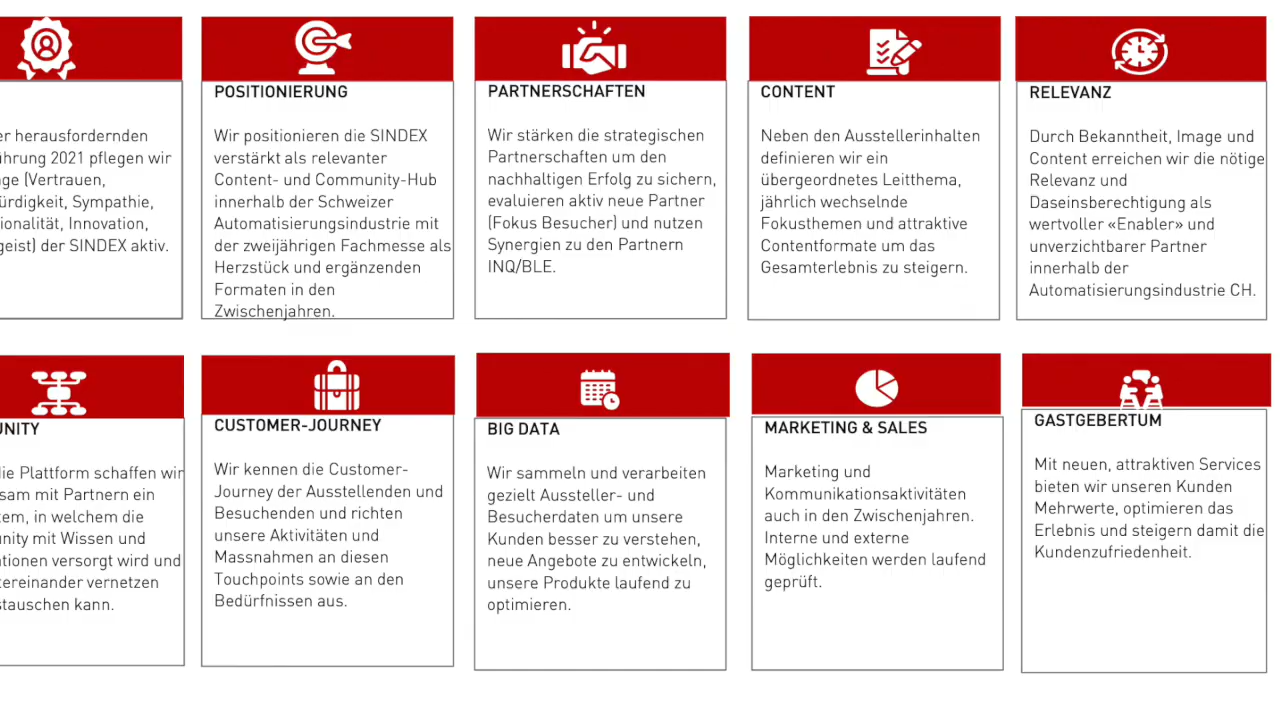 er herausfordernden
2021 pflegen wir
(Vertrauen,
Sympathie,
Innovation,
der SINDEX aktiv.
POSITIONIERUNG
Wir positionieren die SINDEX
verstärkt als relevanter
Content- und Community-Hub
innerhalb der Schweizer
Automatisierungsindustrie mit
der zweijährigen Fachmesse als
Herzstück und ergänzenden
Formaten in den
Zwischenjahren.
PARTNERSCHAFTEN
Wir stärken die strategischen
Partnerschaften um den
nachhaltigen Erfolg zu sichern,
evaluieren aktiv neue Partner
(Fokus Besucher) und nutzen
Synergien zu den Partnern
INQ/BLE.
CONTENT
Neben den Ausstellerinhalten
definieren wir ein
übergeordnetes Leitthema,
jährlich wechselnde
Fokusthemen und attraktive
Contentformate um das
Gesamterlebnis zu steigern.
RELEVANZ
Durch Bekanntheit, Image und
Content erreichen wir die nötige
Relevanz und
Daseinsberechtigung als
wertvoller «Enabler» und
unverzichtbarer Partner
innerhalb der
Automatisierungsindustrie CH.
UNITY
die Plattform schaffen wir
sam mit Partnern ein
tem, in welchem die
unity mit Wissen und
ationen versorgt wird und
tereinander vernetzen
stauschen kann.
CUSTOMER-JOURNEY
Wir kennen die Customer-
Journey der Ausstellenden und
Besuchenden und richten
unsere Aktivitäten und
Massnahmen an diesen
Touchpoints sowie an den
Bedürfnissen aus.
BIG DATA
Wir sammeln und verarbeiten
gezielt Aussteller- und
Besucherdaten um unsere
Kunden besser zu verstehen,
neue Angebote zu entwickeln,
unsere Produkte laufend zu
optimieren.
MARKETING & SALES
Marketing und
Kommunikationsaktivitäten
auch in den Zwischenjahren.
Interne und externe
Möglichkeiten werden laufend
geprüft.
GASTGEBERTUM
Mit neuen, attraktiven Services
bieten wir unseren Kunden
Mehrwerte, optimieren das
Erlebnis und steigern damit die
Kundenzufriedenheit.